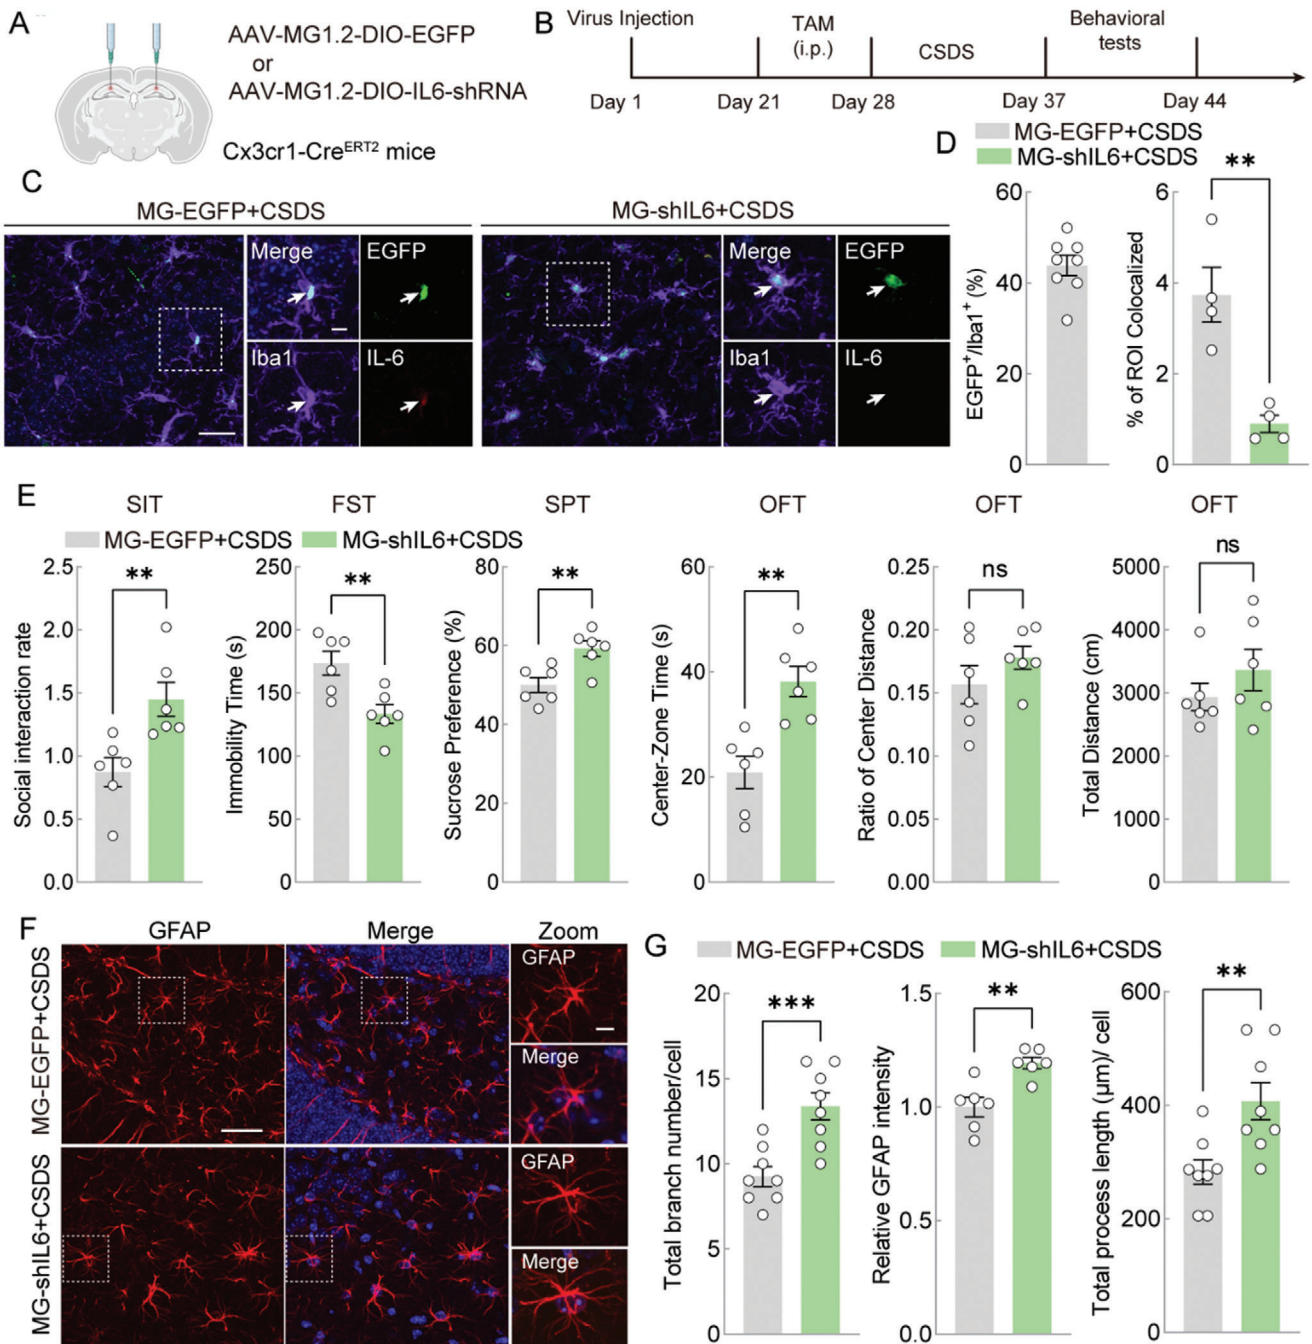 A
AAV-MG1.2-DIO-EGFP
or
AAV-MG1.2-DIO-IL6-shRNA
Cx3cr1-CreERT2 mice
B
Virus Injection
TAM
(i.p.)
CSDS
Behavioral
tests
Day 1
Day 21
Day 28
Day 37
Day 44
C
MG-EGFP+CSDS
MG-shIL6+CSDS
Merge
EGFP
Iba1
IL-6
Merge
EGFP
Iba1
IL-6
D
MG-EGFP+CSDS
MG-shIL6+CSDS
EGFP+/Iba1+ (%)
60
40
20
0
% of ROI Colocalized
6
4
2
0
**
E
MG-EGFP+CSDS
MG-shIL6+CSDS
SIT
Social interaction rate
2.5
2.0
1.5
1.0
0.5
0.0
**
FST
Immobility Time (s)
250
200
150
100
50
0
**
SPT
Sucrose Preference (%)
80
60
40
20
0
**
OFT
Center-Zone Time (s)
60
40
20
0
**
OFT
Ratio of Center Distance
0.25
0.20
0.15
0.10
0.05
0.00
ns
OFT
Total Distance (cm)
5000
4000
3000
2000
1000
0
ns
F
GFAP
Merge
Zoom
MG-EGFP+CSDS
GFAP
Merge
MG-shIL6+CSDS
GFAP
Merge
G
MG-EGFP+CSDS
MG-shIL6+CSDS
Total branch number/cell
20
15
10
5
0
***
Relative GFAP intensity
1.5
1.0
0.5
0.0
**
Total process length (μm)/ cell
600
400
200
0
**